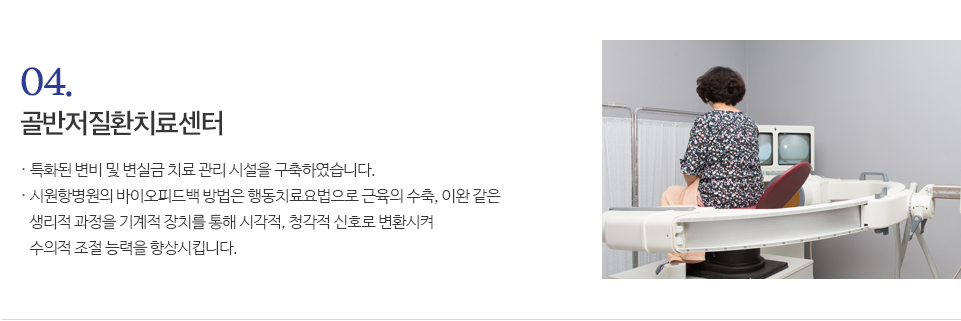 04.
골반저질환치료센터
· 특화된 변비 및 변실금 치료 관리 시설을 구축하였습니다.
· 시원항병원의 바이오피드백 방법은 행동치료요법으로 근육의 수축, 이완 같은
생리적 과정을 기계적 장치를 통해 시각적, 청각적 신호로 변환시켜
수의적 조절 능력을 향상시킵니다.